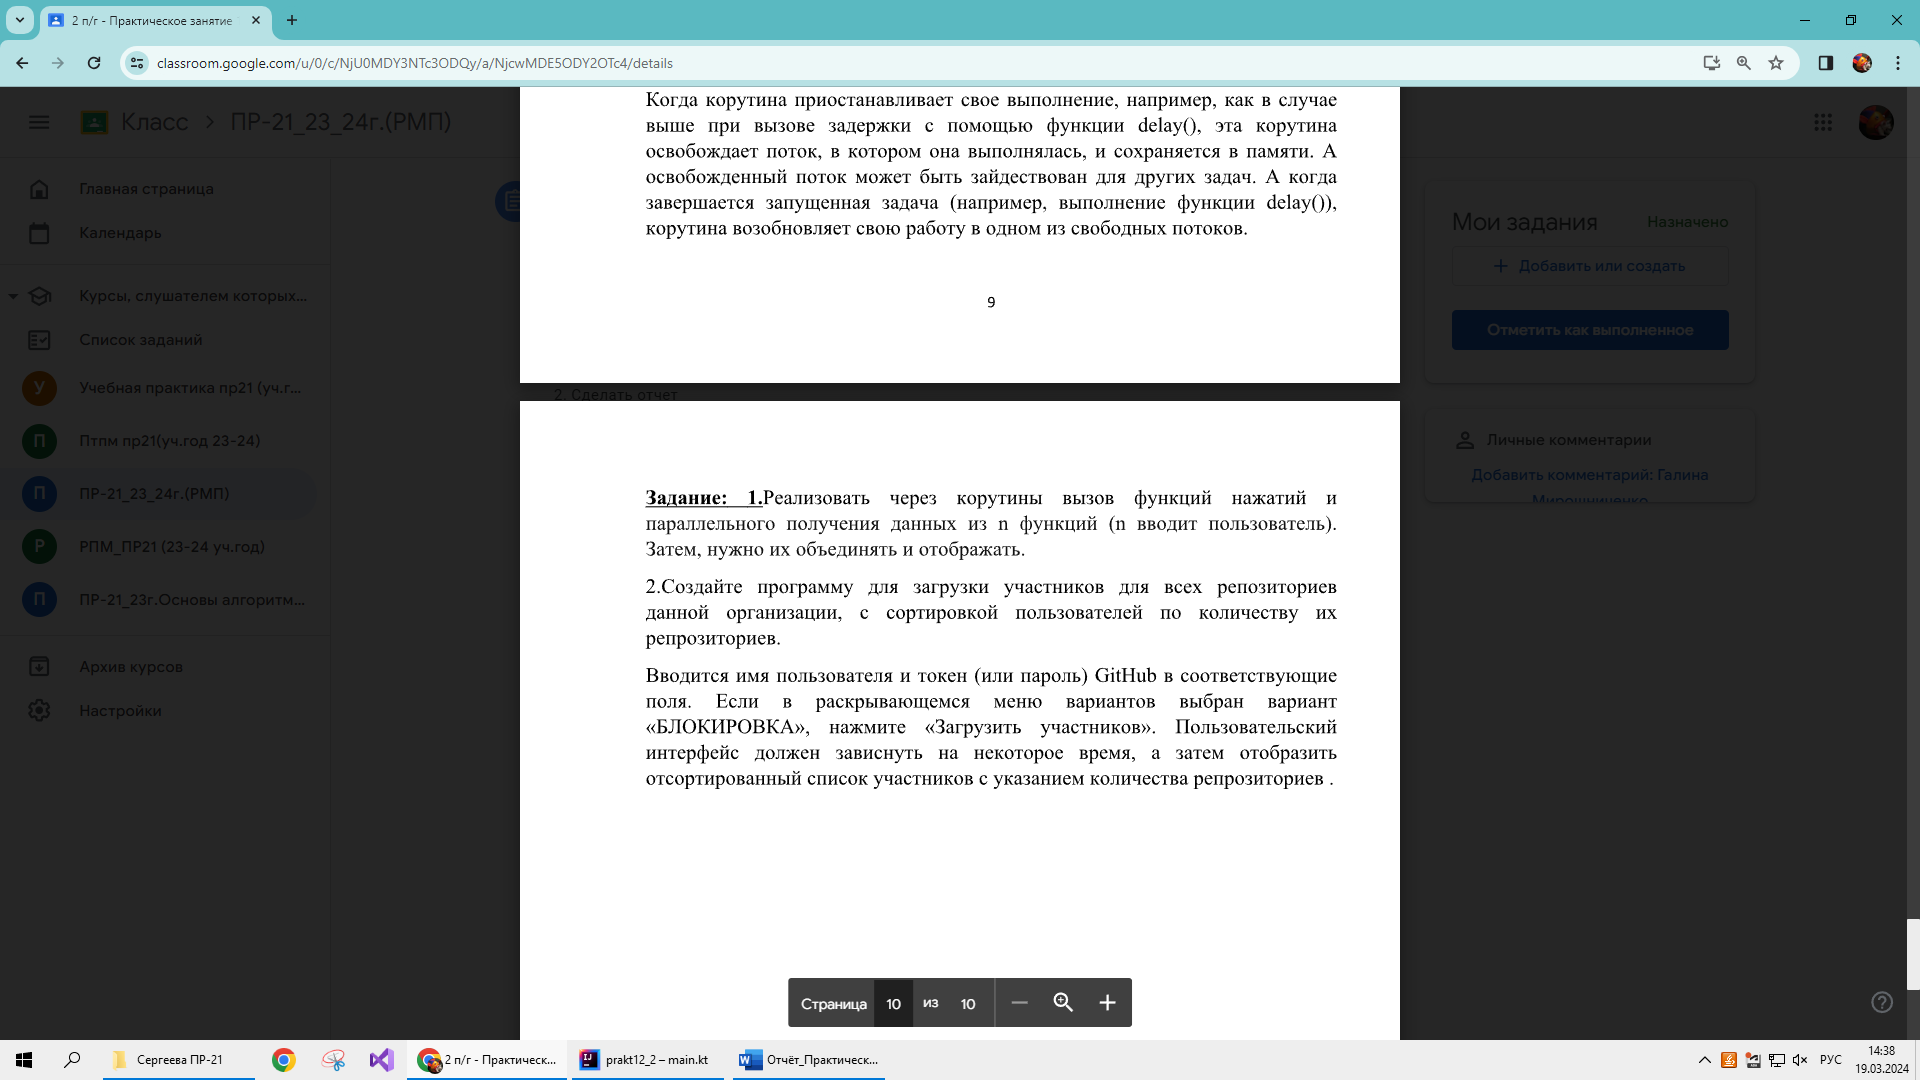 2 п/г - Практическое занятие
classroom.google.com/u/0/c/NjU0MDY3NTc3ODQy/a/NjcwMDE5ODY2OTc4/details
Класс > ПР-21_23_24г.(РМП)
Главная страница
Календарь
Курсы, слушателем которых...
Список заданий
У Учебная практика пр21 (уч.г...
П Птпм пр21(уч.год 23-24)
П ПР-21_23_24г.(РМП)
Р РПМ_ПР21 (23-24 уч.год)
П ПР-21_23г.Основы алгоритм...
Архив курсов
Настройки
Когда корутина приостанавливает свое выполнение, например, как в случае
выше при вызове задержки с помощью функции delay(), эта корутина
освобождает поток, в котором она выполнялась, и сохраняется в памяти. А
освобожденный поток может быть зайдествован для других задач. А когда
завершается запущенная задача (например, выполнение функции delay()),
корутина возобновляет свою работу в одном из свободных потоков.
9
2. Сделать отчет
Задание: 1.Реализовать через корутины вызов функций нажатий и
параллельного получения данных из n функций (n вводит пользователь).
Затем, нужно их объединять и отображать.
2.Создайте программу для загрузки участников для всех репозиториев
данной организации, с сортировкой пользователей по количеству их
репрозиториев.
Вводится имя пользователя и токен (или пароль) GitHub в соответствующие
поля. Если в раскрывающемся меню вариантов выбран вариант
«БЛОКИРОВКА», нажмите «Загрузить участников». Пользовательский
интерфейс должен зависнуть на некоторое время, а затем отобразить
отсортированный список участников с указанием количества репрозиториев .
Страница 10 из 10
Мои задания Назначено
Добавить или создать
Отметить как выполненное
Личные комментарии
Добавить комментарий: Галина
Мирошниченко
Сергеева ПР-21
2 п/г - Практическ...
prakt12_2 – main.kt
Отчёт_Практическ...
РУС
14:38
19.03.2024